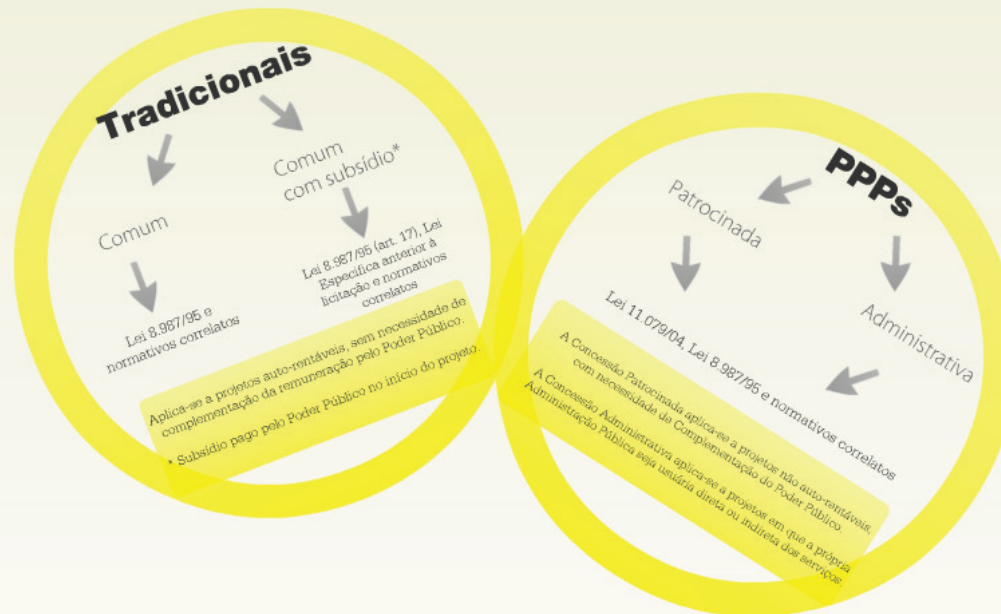 Tradicionais
Comum
Comum
com subsídio*
Lei 8.987/95 e
normativos correlatos
Lei 8.987/95 (art. 17), Lei
Específica anterior à
licitação e normativos
correlatos
Aplica-se a projetos auto-rentáveis, sem necessidade de
complementação da remuneração pelo Poder Público.
* Subsídio pago pelo Poder Público no início do projeto.
PPPs
Patrocinada
Administrativa
Lei 11.079/04, Lei 8.987/95 e normativos correlatos
A Concessão Patrocinada aplica-se a projetos não auto-rentáveis,
com necessidade de Complementação do Poder Público.
A Concessão Administrativa aplica-se a projetos em que a própria
Administração Pública seja usuária direta ou indireta dos serviços.